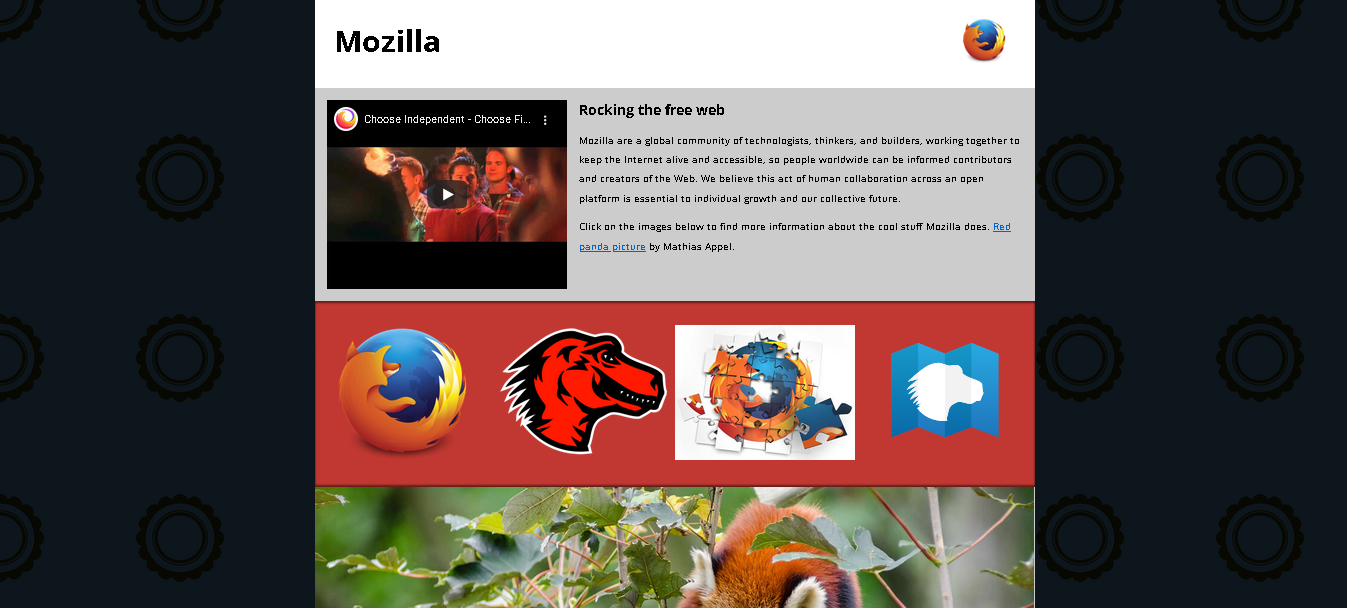 Mozilla
Choose Independent - Choose Fi...
Rocking the free web
Mozilla are a global community of technologists, thinkers, and builders, working together to
keep the Internet alive and accessible, so people worldwide can be informed contributors
and creators of the Web. We believe this act of human collaboration across an open
platform is essential to individual growth and our collective future.
Click on the images below to find more information about the cool stuff Mozilla does. Red
panda picture by Mathias Appel.